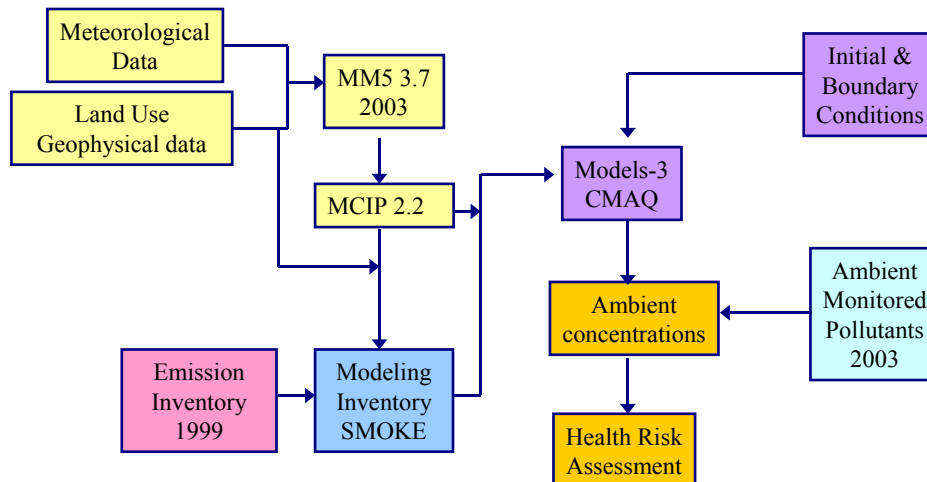 Meteorological
Data
Land Use
Geophysical data
MM5 3.7
2003
MCIP 2.2
Emission
Inventory
1999
Modeling
Inventory
SMOKE
Initial &
Boundary
Conditions
Models-3
CMAQ
Ambient
concentrations
Ambient
Monitored
Pollutants
2003
Health Risk
Assessment